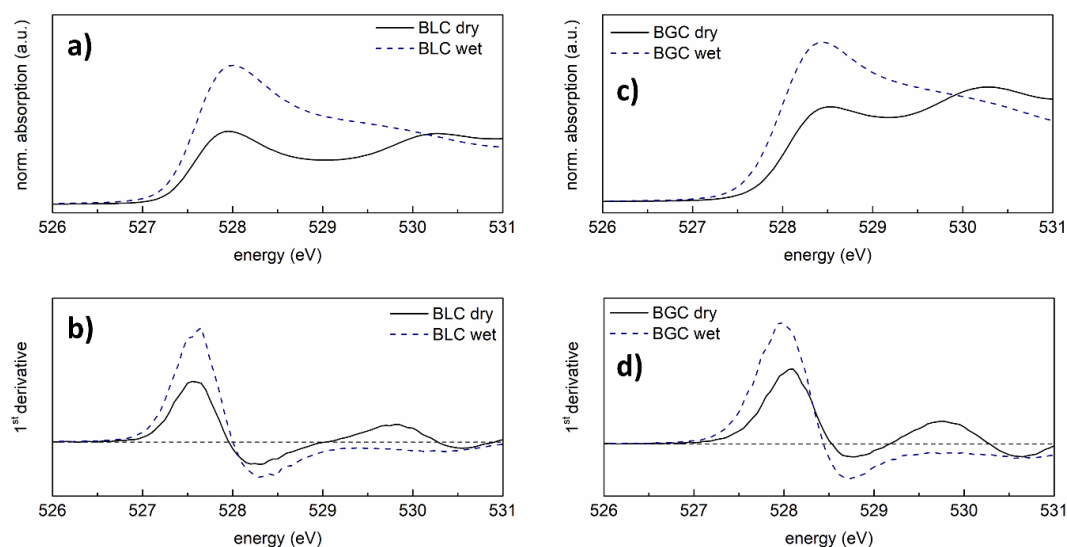 a)
BLC dry
BLC wet
norm. absorption (a.u.)
526 527 528 529 530 531
energy (eV)
c)
BGC dry
BGC wet
norm. absorption (a.u.)
526 527 528 529 530 531
energy (eV)
b)
BLC dry
BLC wet
1st derivative
526 527 528 529 530 531
energy (eV)
d)
BGC dry
BGC wet
1st derivative
526 527 528 529 530 531
energy (eV)